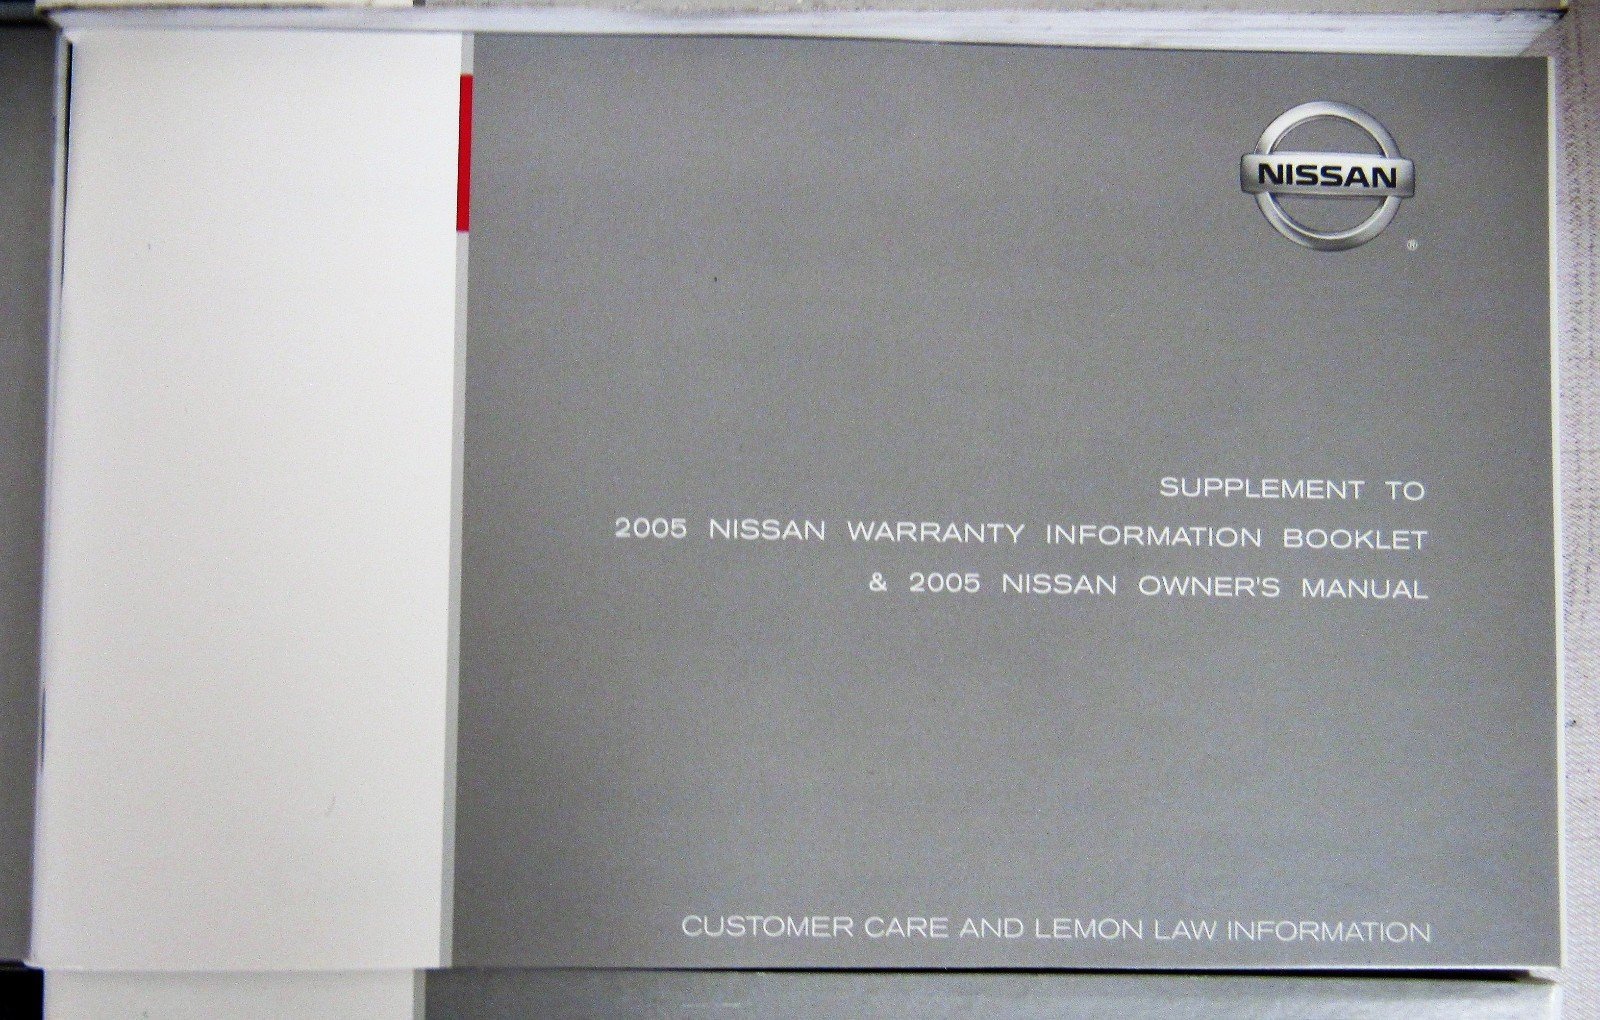 NISSAN
®
SUPPLEMENT TO
2005 NISSAN WARRANTY INFORMATION BOOKLET
& 2005 NISSAN OWNER'S MANUAL
CUSTOMER CARE AND LEMON LAW INFORMATION